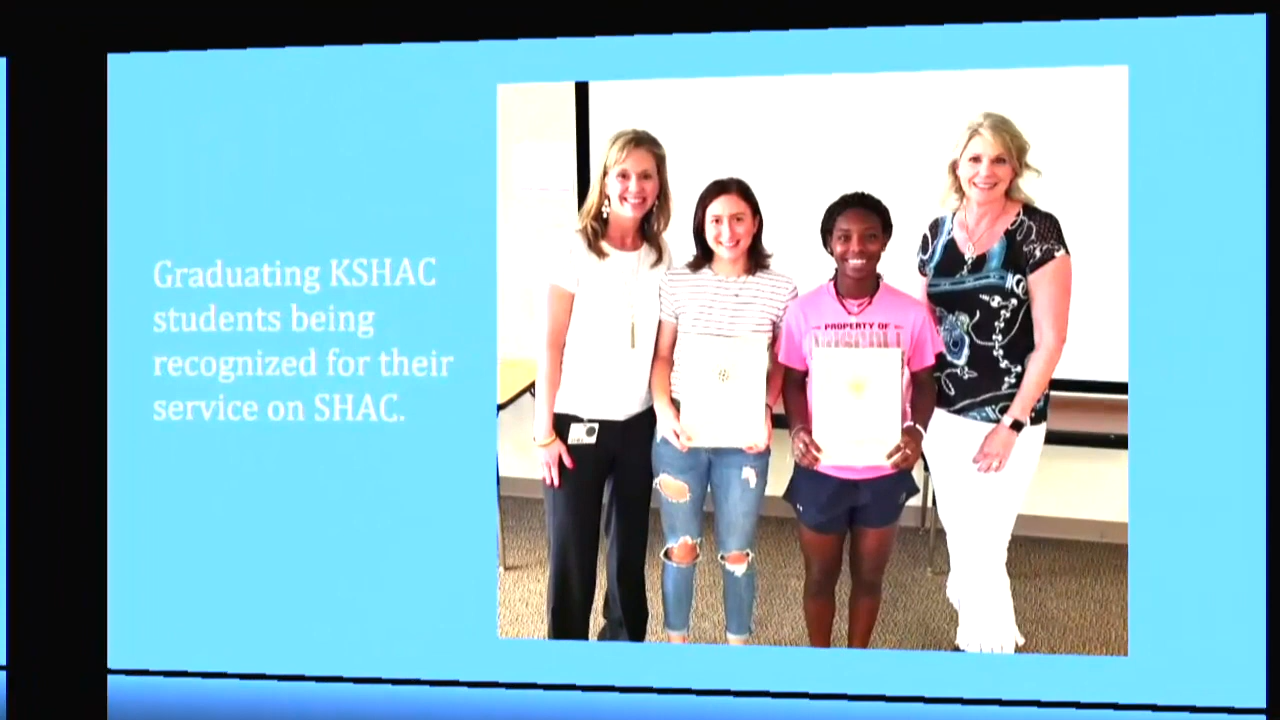 Graduating KSHAC
students being
recognized for their
service on SHAC.
PROPERTY OF